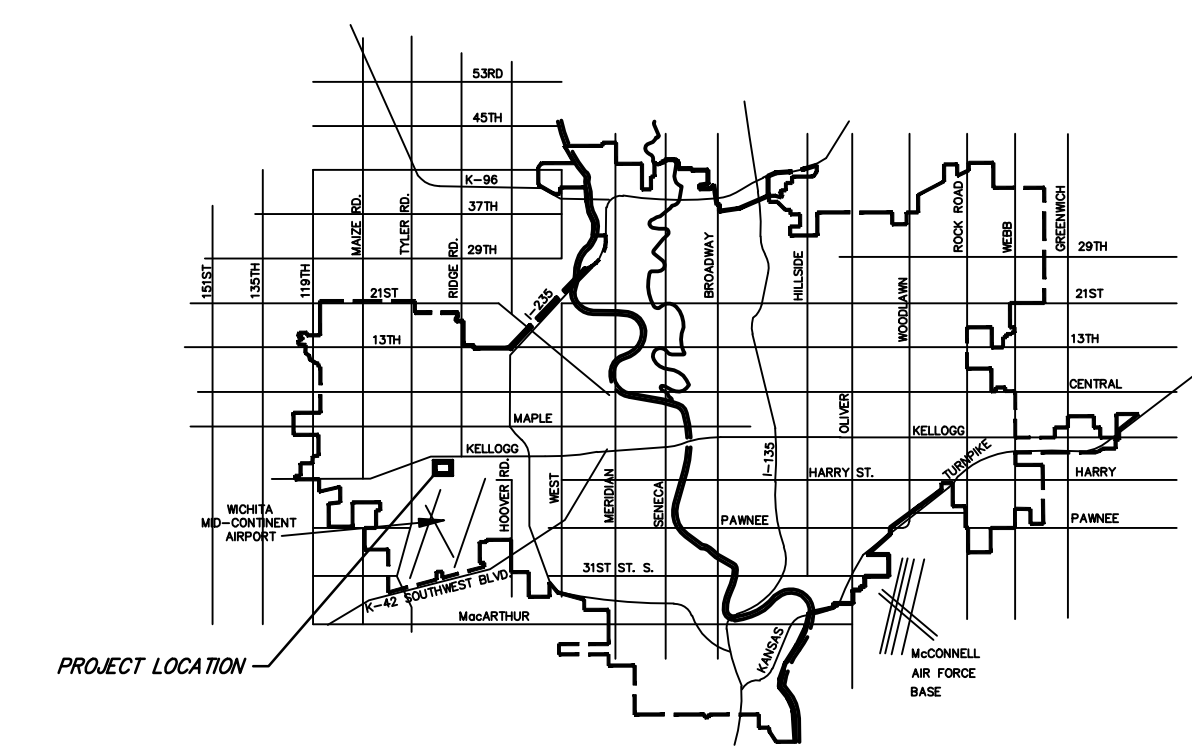 53RD
45TH
K-96
37TH
29TH
MAIZE RD.
TYLER RD.
RIDGE RD.
151ST
135TH
119TH
21ST
13TH
I-235
BROADWAY
HILLSIDE
WOODLAWN
ROCK ROAD
WEBB
GREENWICH
29TH
21ST
13TH
CENTRAL
MAPLE
KELLOGG
OLIVER
KELLOGG
I-135
HARRY ST.
TURNPIKE
HARRY
PAWNEE
PAWNEE
HOOVER RD.
WEST
MERIDIAN
SENECA
WICHITA
MID-CONTINENT
AIRPORT
31ST ST. S.
K-42 SOUTHWEST BLVD.
MacARTHUR
KANSAS
PROJECT LOCATION
McCONNELL
AIR FORCE
BASE